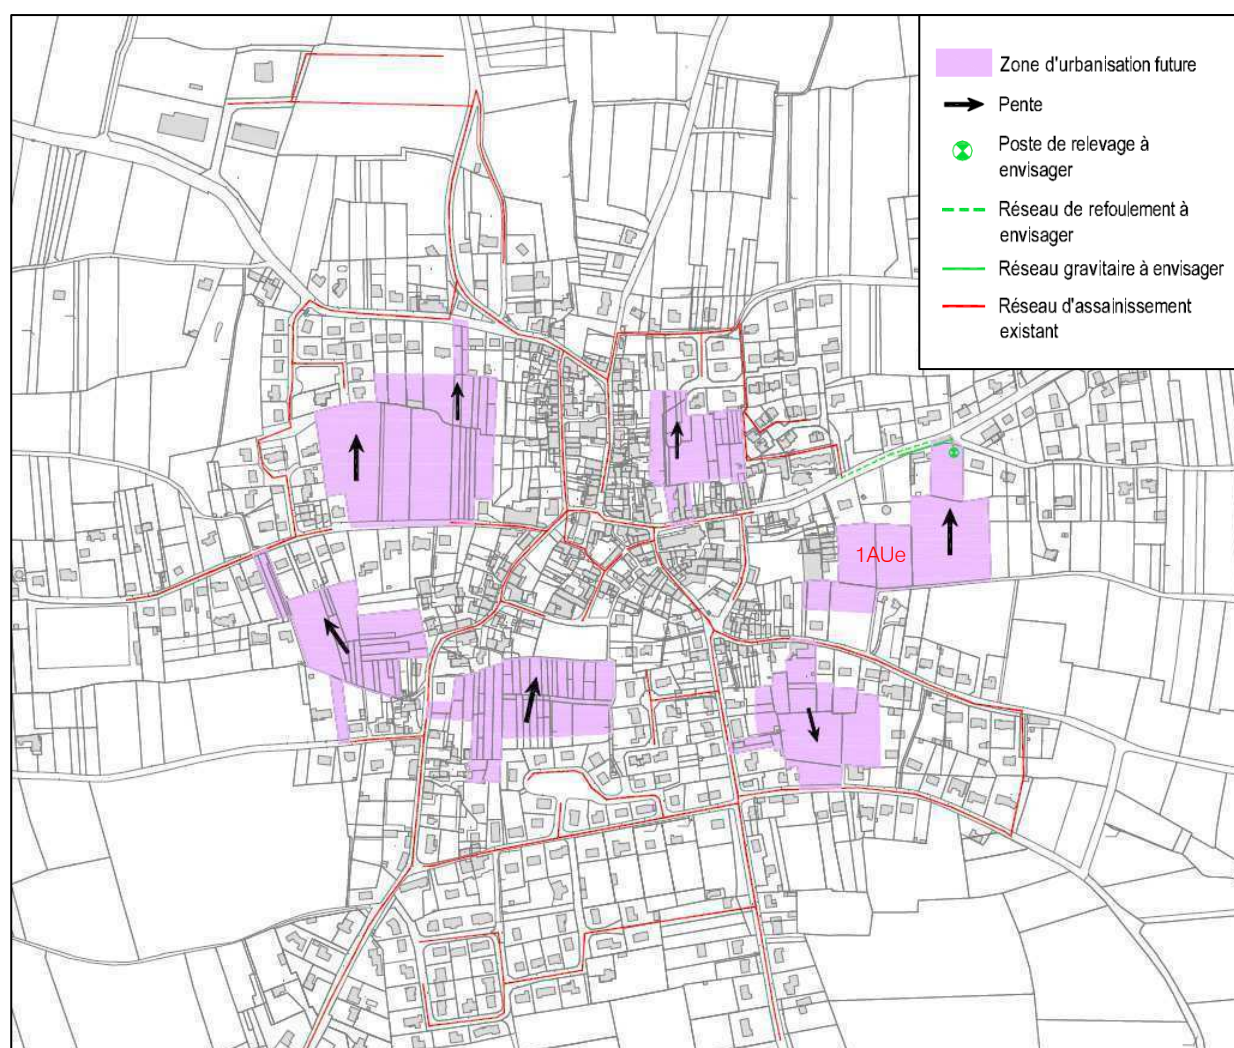 Zone d'urbanisation future
Pente
Poste de relevage à
envisager
Réseau de refoulement à
envisager
Réseau gravitaire à envisager
Réseau d'assainissement
existant
1AUe